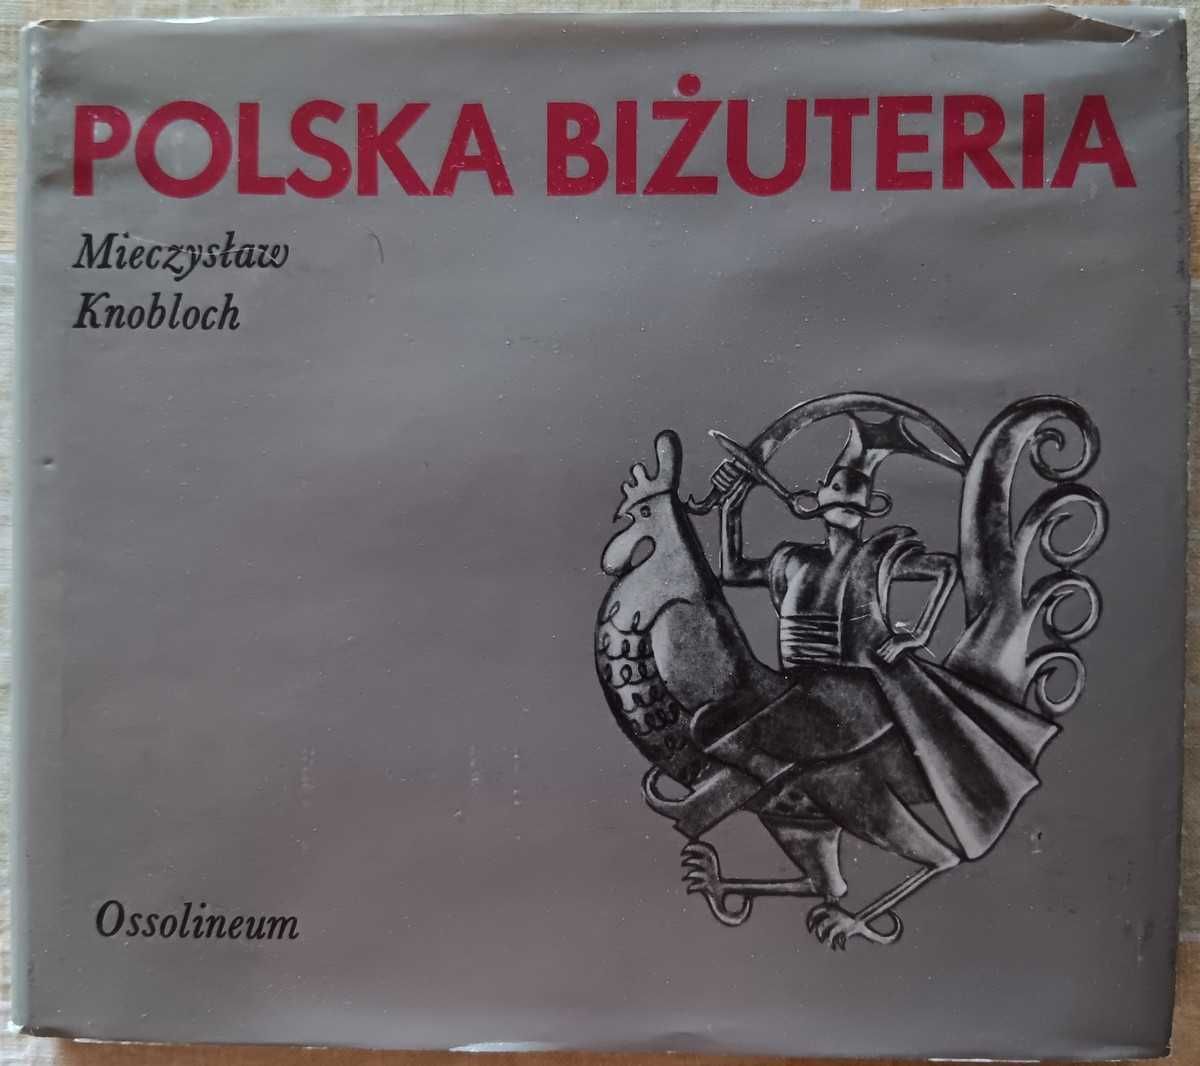 POLSKA BIŻUTERIA
Mieczysław
Knobloch
Ossolineum